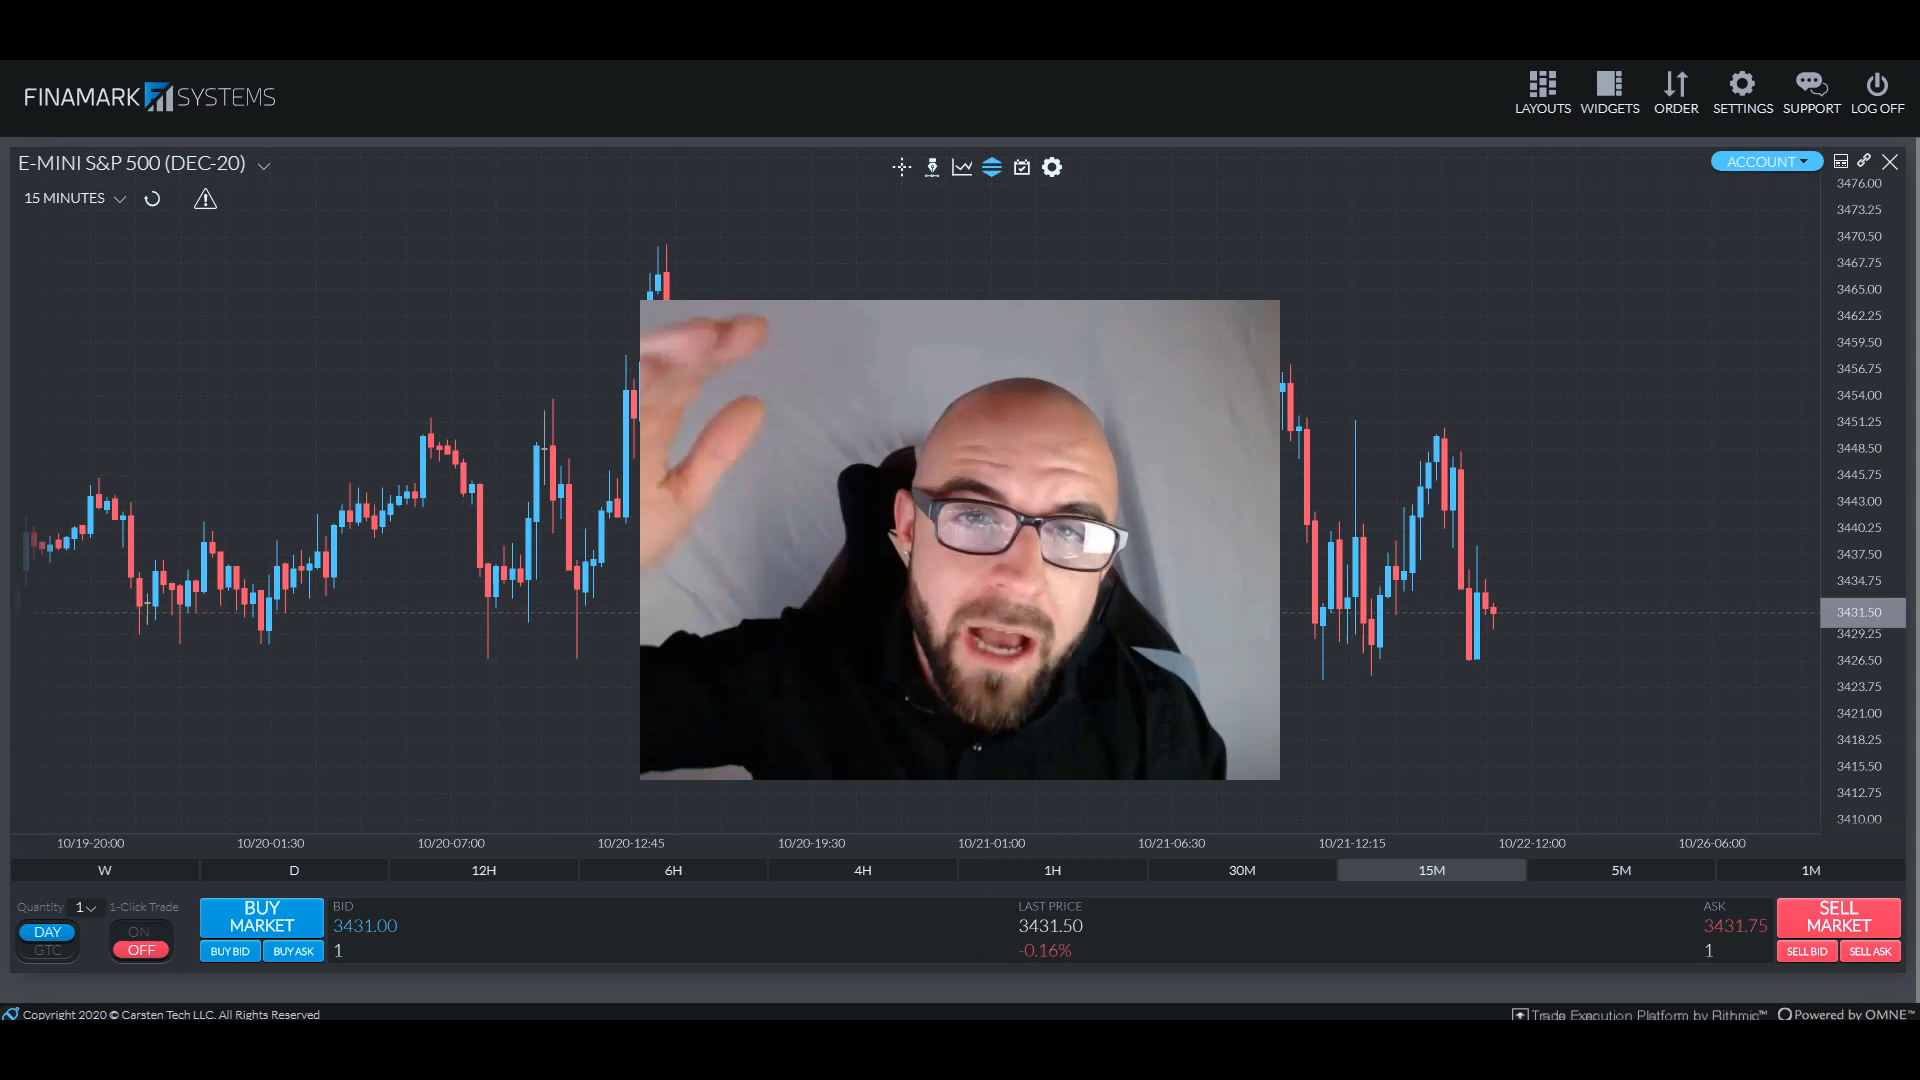 FINAMARK SYSTEMS
LAYOUTS WIDGETS ORDER SETTINGS SUPPORT LOG OFF
E-MINI S&P 500 (DEC-20)
ACCOUNT
15 MINUTES
3476.00
3473.25
3470.50
3467.75
3465.00
3462.25
3459.50
3456.75
3454.00
3451.25
3448.50
3445.75
3443.00
3440.25
3437.50
3434.75
3431.50
3429.25
3426.50
3423.75
3421.00
3418.25
3415.50
3412.75
3410.00
10/19-20:00 10/20-01:30 10/20-07:00 10/20-12:45 10/20-19:30 10/21-01:00 10/21-06:30 10/21-12:15 10/22-12:00 10/26-06:00
W D 12H 6H 4H 1H 30M 15M 5M 1M
Quantity 1 1-Click Trade
DAY
GTC
ON
OFF
BUY
MARKET
BUY BID BUY ASK
BID
3431.00
1
LAST PRICE
3431.50
-0.16%
ASK
3431.75
1
SELL
MARKET
SELL BID SELL ASK
Copyright 2020 © Carsten Tech LLC. All Rights Reserved
Trade Execution Platform by Rithmic™ Powered by OMNE™